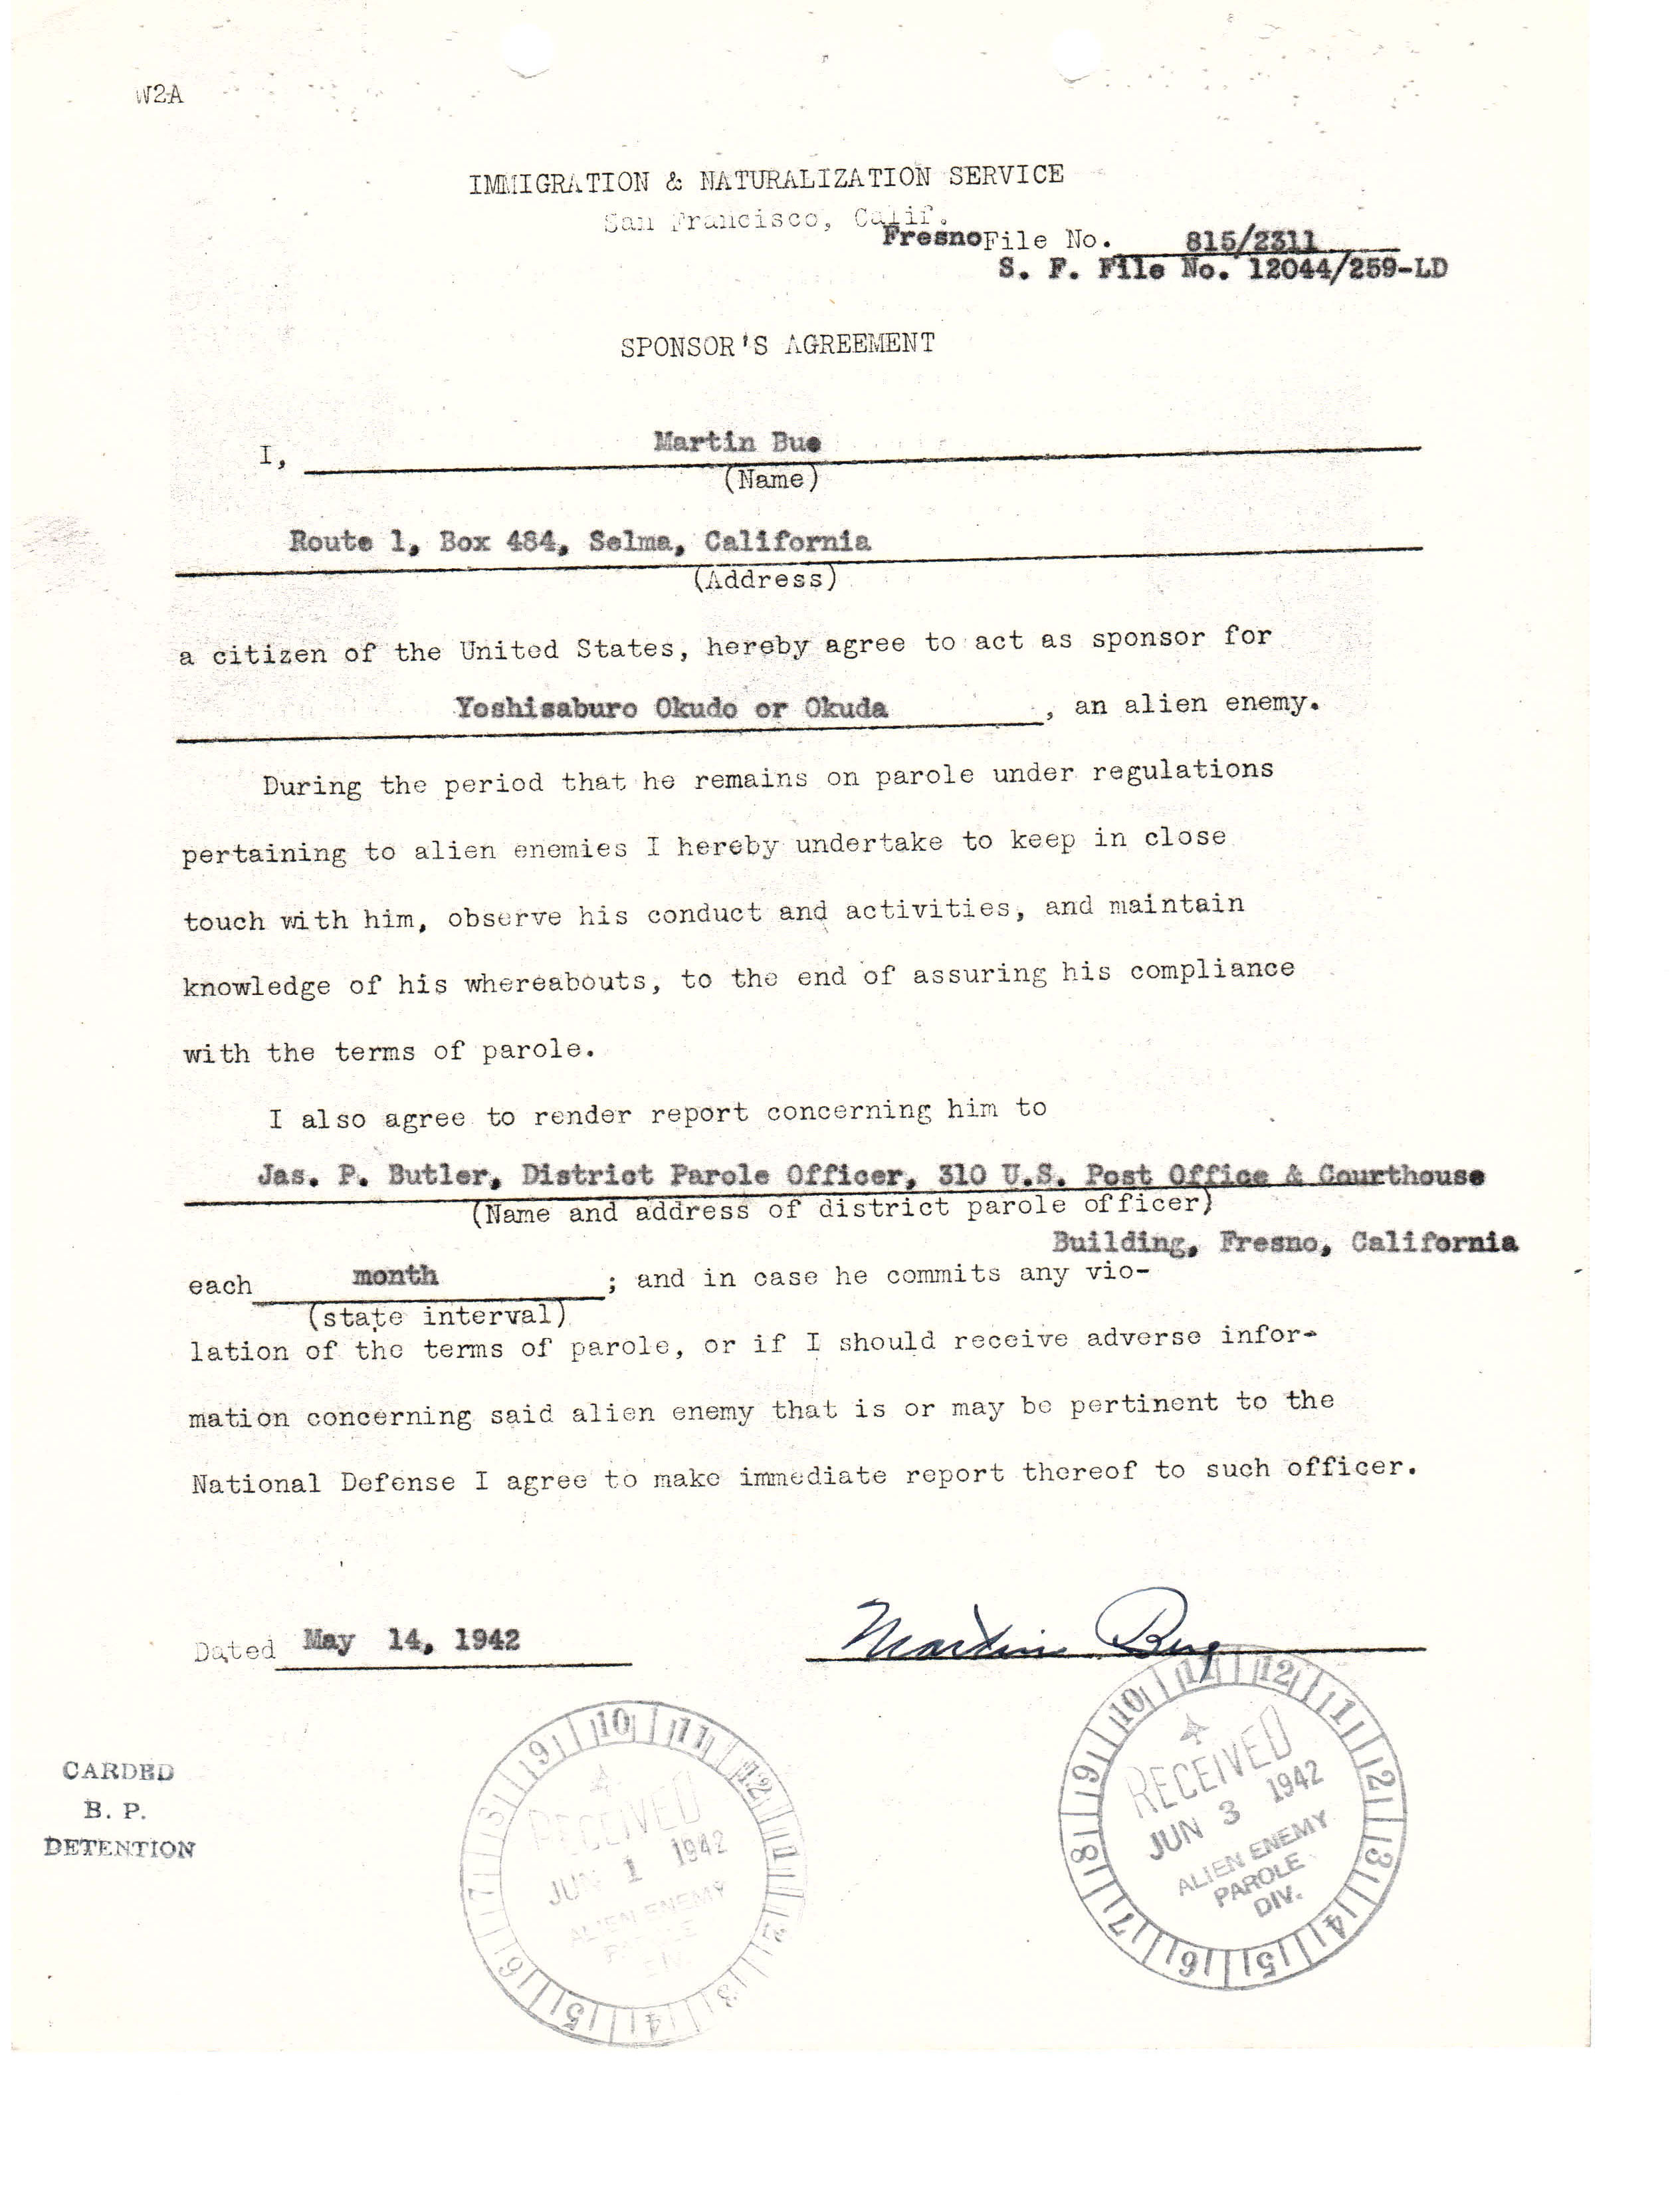 W2A
IMMIGRATION & NATURALIZATION SERVICE
San Francisco, Calif.
Fresno File No. 815/2311
S. F. File No. 12044/259-LD
SPONSOR'S AGREEMENT
I, Martin Bue
(Name)
Route 1, Box 484, Selma, California
(Address)
a citizen of the United States, hereby agree to act as sponsor for
Yoshisaburo Okudo or Okuda, an alien enemy.
During the period that he remains on parole under regulations
pertaining to alien enemies I hereby undertake to keep in close
touch with him, observe his conduct and activities, and maintain
knowledge of his whereabouts, to the end of assuring his compliance
with the terms of parole.
I also agree to render report concerning him to
Jas. P. Butler, District Parole Officer, 310 U.S. Post Office & Courthouse
(Name and address of district parole officer)
Building, Fresno, California
each month ; and in case he commits any vio-
(state interval)
lation of the terms of parole, or if I should receive adverse infor-
mation concerning said alien enemy that is or may be pertinent to the
National Defense I agree to make immediate report thereof to such officer.
Dated May 14, 1942 Martin Bue
CARDED
B. P.
DETENTION
9 10 11 12 1 2 3 4 5 6 7 8
RECEIVED
JUN 1 1942
ALIEN ENEMY
PAROLE
DIV.
10 11 12 1 2 3 4 5 6 7 8 9
RECEIVED
JUN 3 1942
ALIEN ENEMY
PAROLE
DIV.